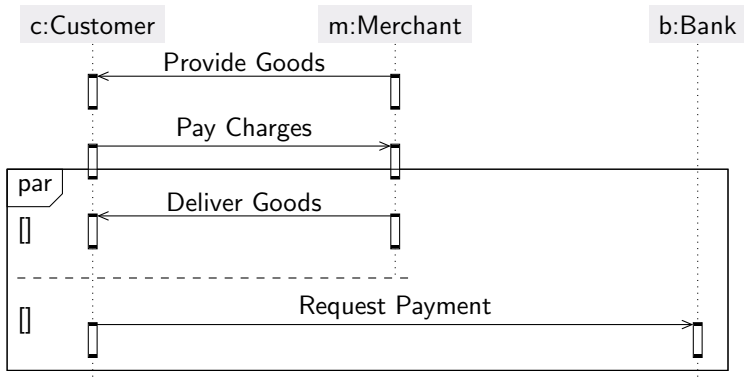 c:Customer m:Merchant b:Bank
Provide Goods
Pay Charges
par
Deliver Goods
[]
Request Payment
[]